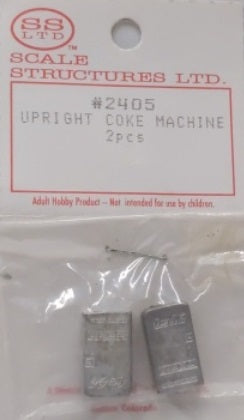 SS
LTD
TM
SCALE
STRUCTURES LTD.
#2405
UPRIGHT COKE MACHINE
2pcs
Adult Hobby Product — Not intended for use by children.